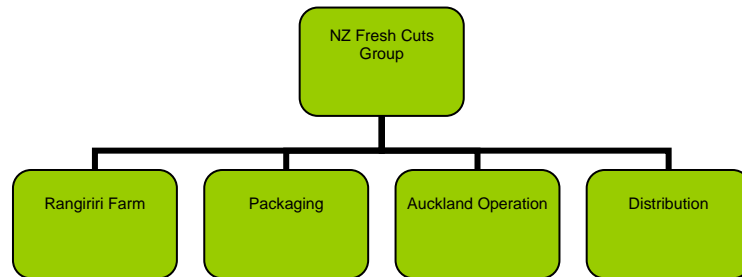 NZ Fresh Cuts
Group
Rangiriri Farm
Packaging
Auckland Operation
Distribution